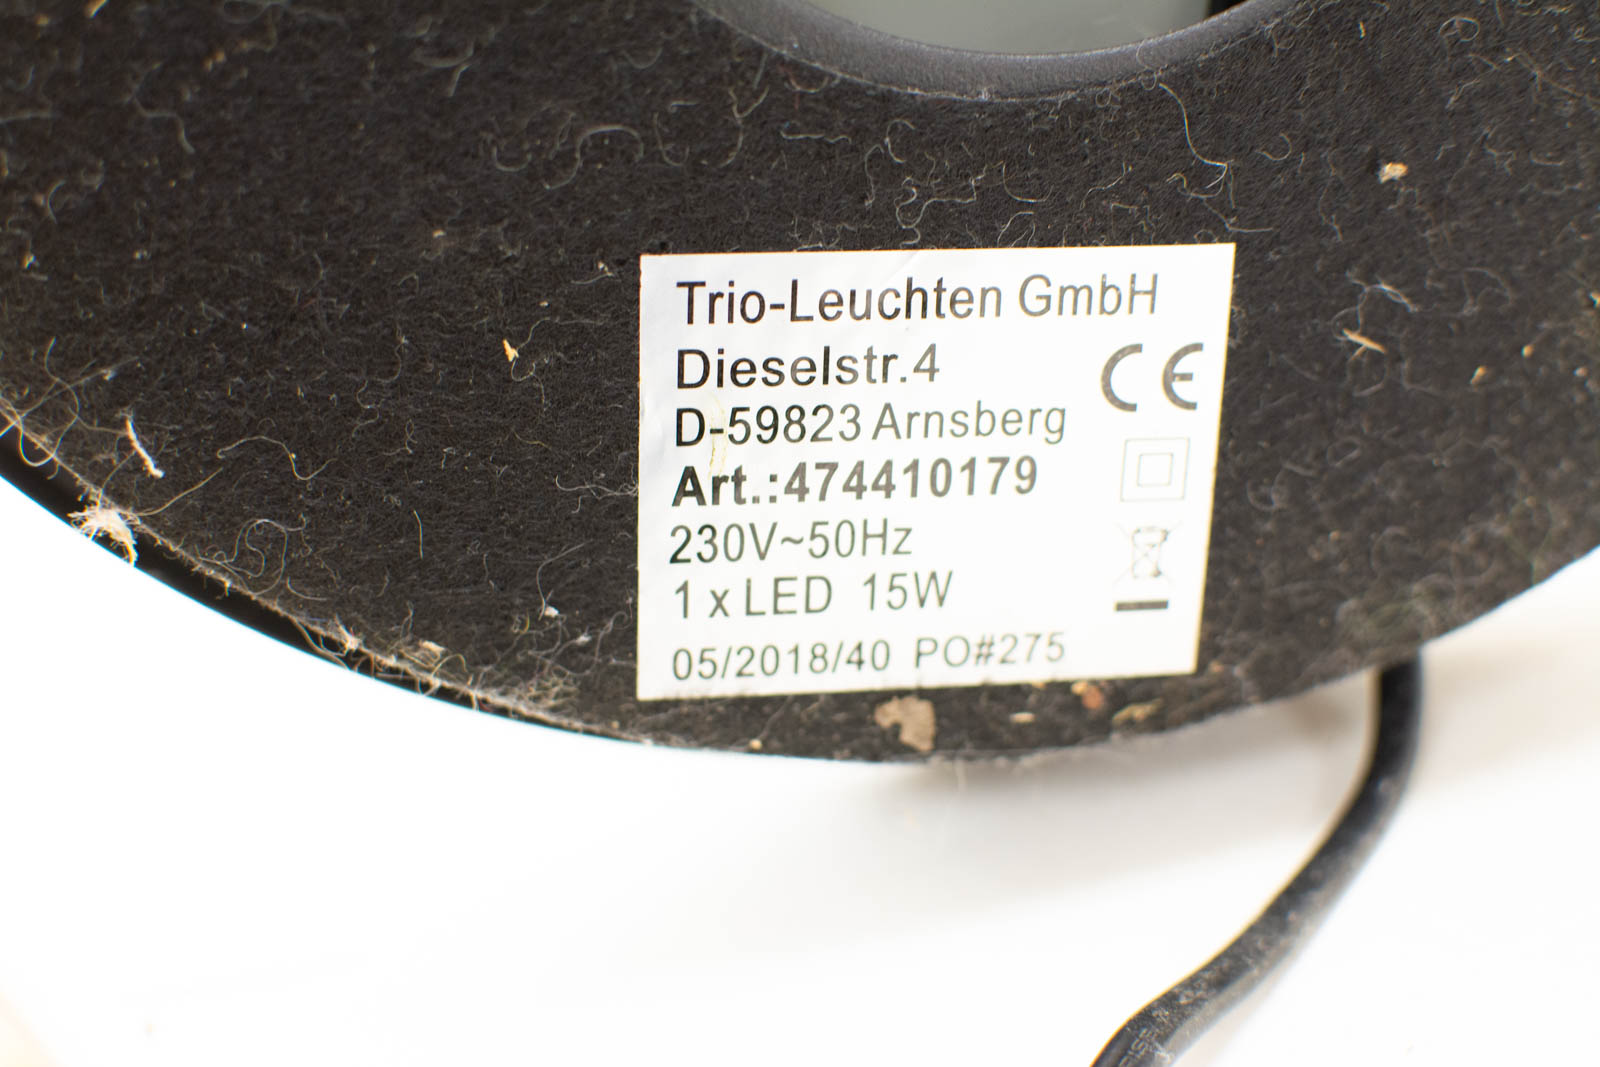 Trio-Leuchten GmbH
Dieselstr.4
D-59823 Arnsberg
Art.:474410179
230V~50Hz
1 x LED 15W
05/2018/40 PO#275
CE